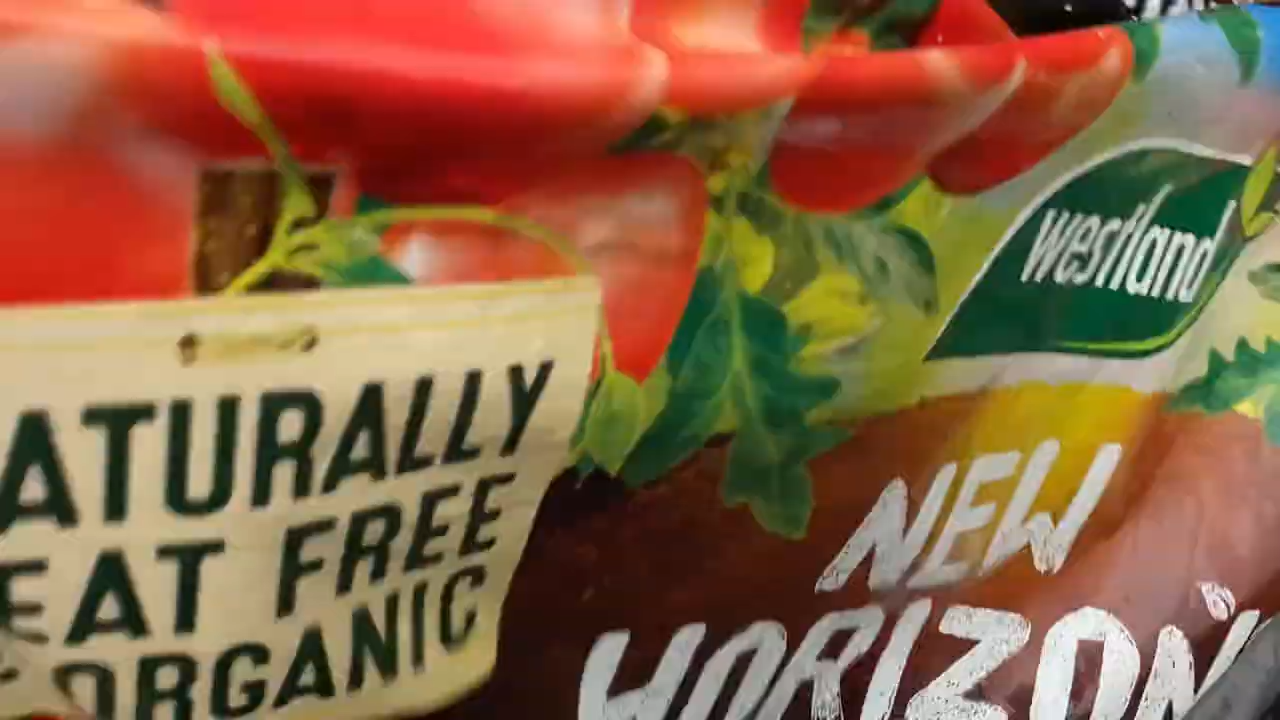 ATURALLY
EAT FREE
ORGANIC
westland
NEW
HORIZON